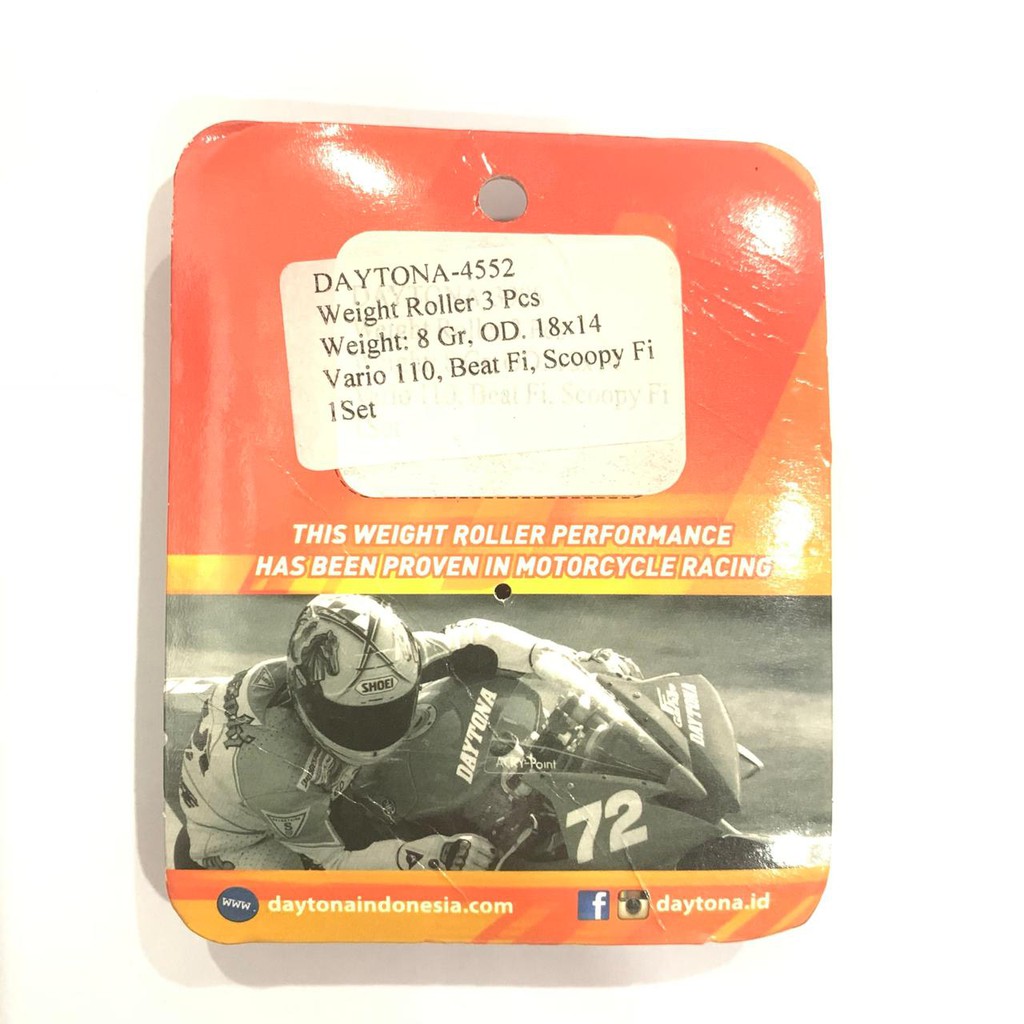 DAYTONA-4552
Weight Roller 3 Pcs
Weight: 8 Gr, OD. 18x14
Vario 110, Beat Fi, Scoopy Fi
1Set
THIS WEIGHT ROLLER PERFORMANCE
HAS BEEN PROVEN IN MOTORCYCLE RACING
SHOEI
DAYTONA
DAYTONA
72
www.
daytonaindonesia.com
f
daytona.id